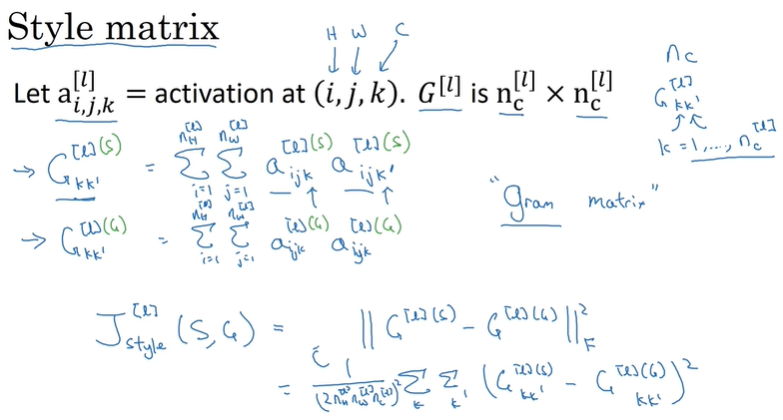 Style matrix
H W C
n_c
Let a^{[l]}_{i,j,k} = activation at (i, j, k). G^{[l]} is n_c^{[l]} × n_c^{[l]}
G^{[l]}_{kk'}
k = 1, ..., n_c^{[l]}
→ G^{[l](S)}_{kk'} = Σ_{i=1}^{n_H^{[l]}} Σ_{j=1}^{n_W^{[l]}} a^{[l](S)}_{ijk} a^{[l](S)}_{ijk'}
"Gram matrix"
→ G^{[l](G)}_{kk'} = Σ_{i=1}^{n_H^{[l]}} Σ_{j=1}^{n_W^{[l]}} a^{[l](G)}_{ijk} a^{[l](G)}_{ijk}
J^{[l]}_{style} (S, G) = || G^{[l](S)} - G^{[l](G)} ||^2_F
= 1/(2 n_H^{[l]} n_W^{[l]} n_c^{[l]})^2 Σ_k Σ_{k'} (G^{[l](S)}_{kk'} - G^{[l](G)}_{kk'})^2